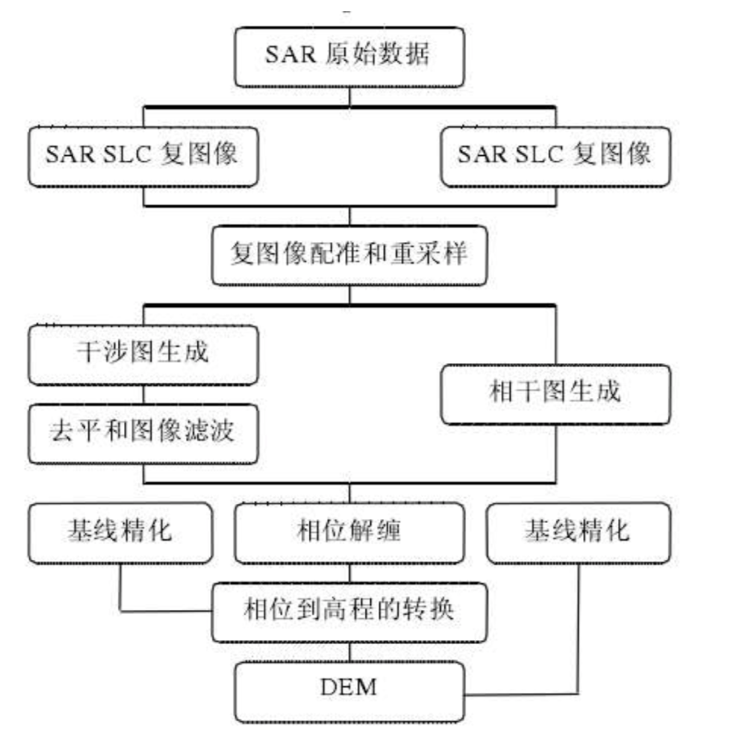 SAR 原始数据
SAR SLC 复图像
SAR SLC 复图像
复图像配准和重采样
干涉图生成
相干图生成
去平和图像滤波
基线精化
相位解缠
基线精化
相位到高程的转换
DEM